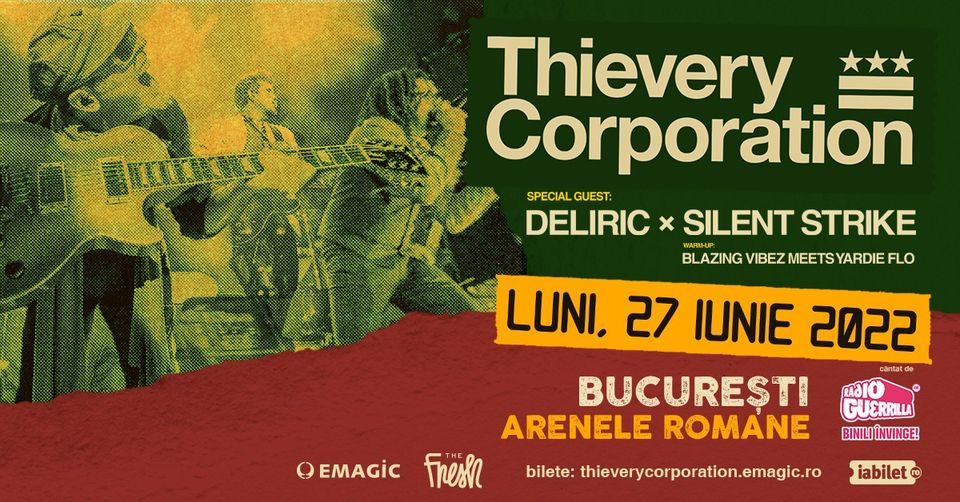 Thievery
Corporation
SPECIAL GUEST:
DELIRIC × SILENT STRIKE
WARM-UP:
BLAZING VIBEZ MEETS YARDIE FLO
LUNI, 27 IUNIE 2022
cântat de
BUCUREȘTI
ARENELE ROMANE
RADIO
GUERRILLA
BINILI ÎNVINGE!
EMAGIC
THE
Fresh
bilete: thieverycorporation.emagic.ro
iabilet ro